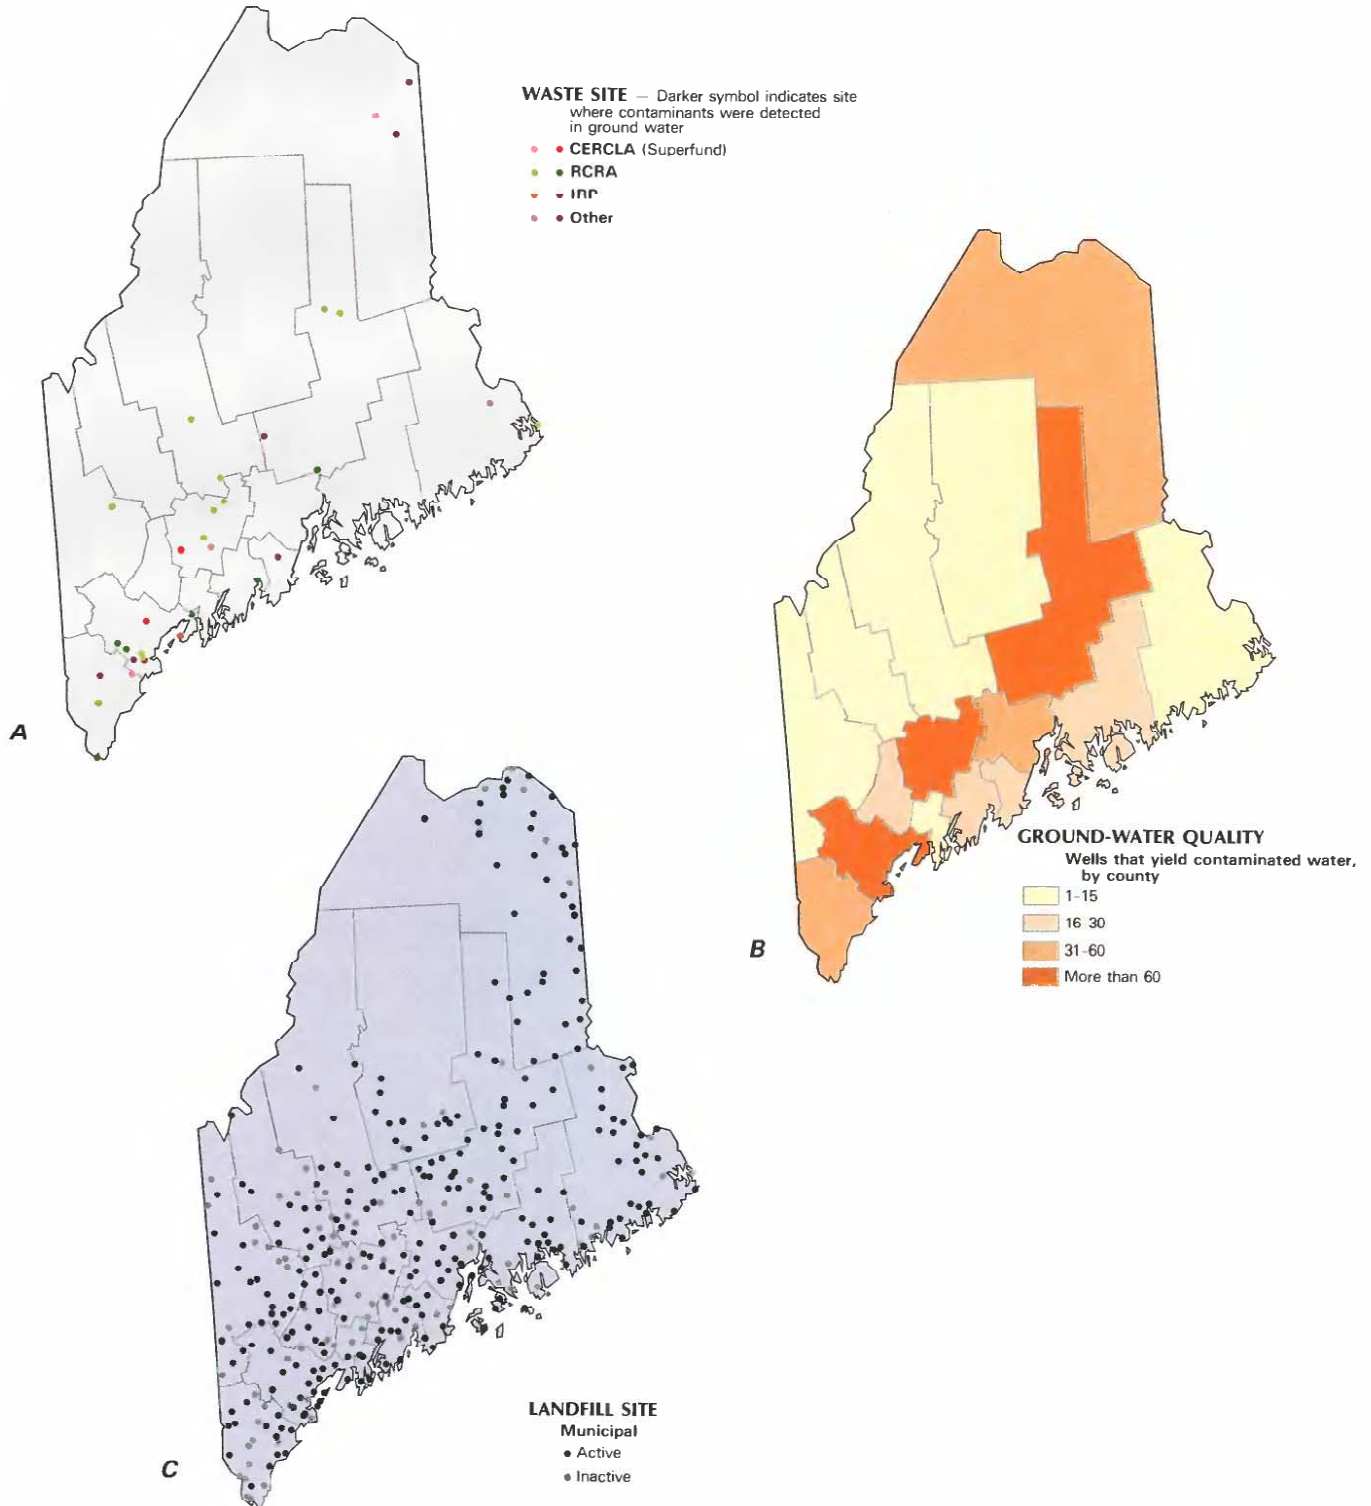 WASTE SITE — Darker symbol indicates site
where contaminants were detected
in ground water
CERCLA (Superfund)
RCRA
Other
A
GROUND-WATER QUALITY
Wells that yield contaminated water,
by county
1-15
16 30
31-60
More than 60
B
LANDFILL SITE
Municipal
Active
Inactive
C